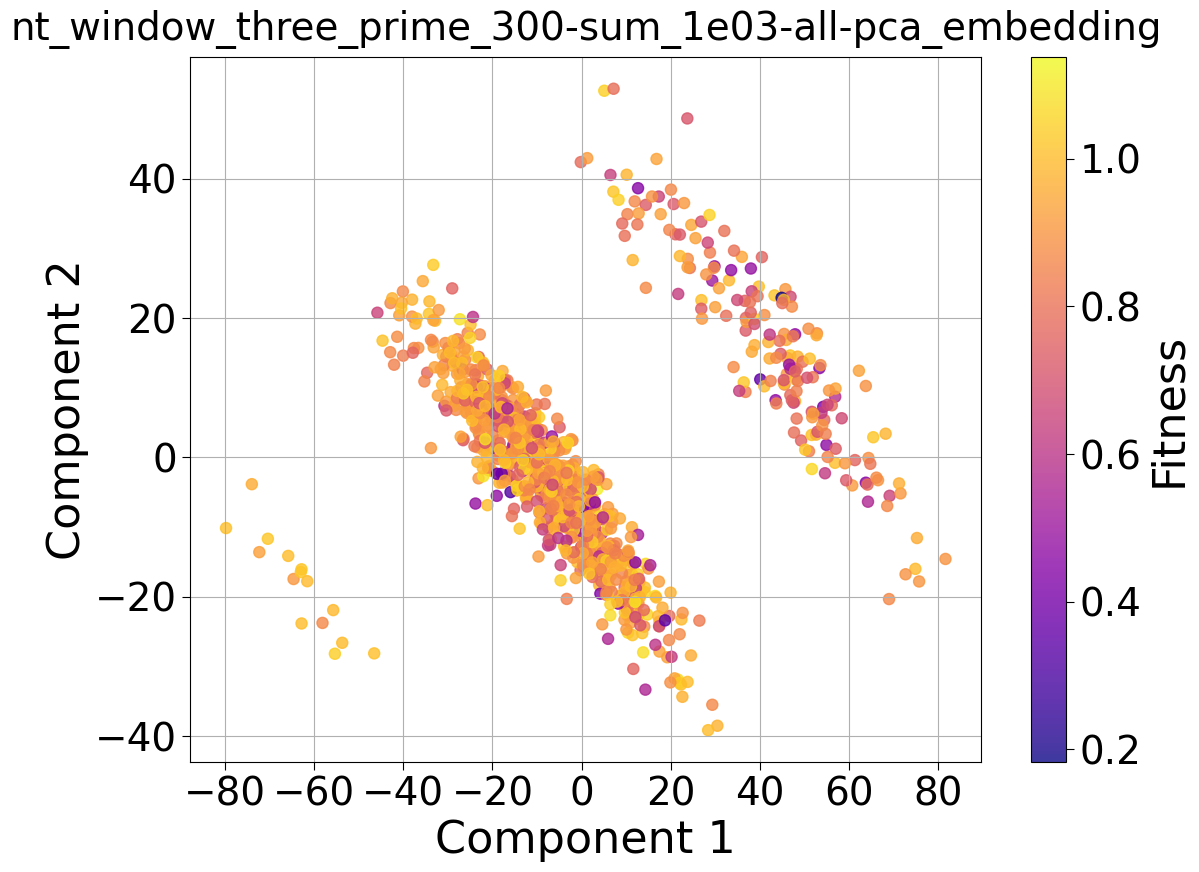 nt_window_three_prime_300-sum_1e03-all-pca_embedding
40
20
0
−20
−40
Component 2
−80 −60 −40 −20 0 20 40 60 80
Component 1
1.0
0.8
0.6
0.4
0.2
Fitness